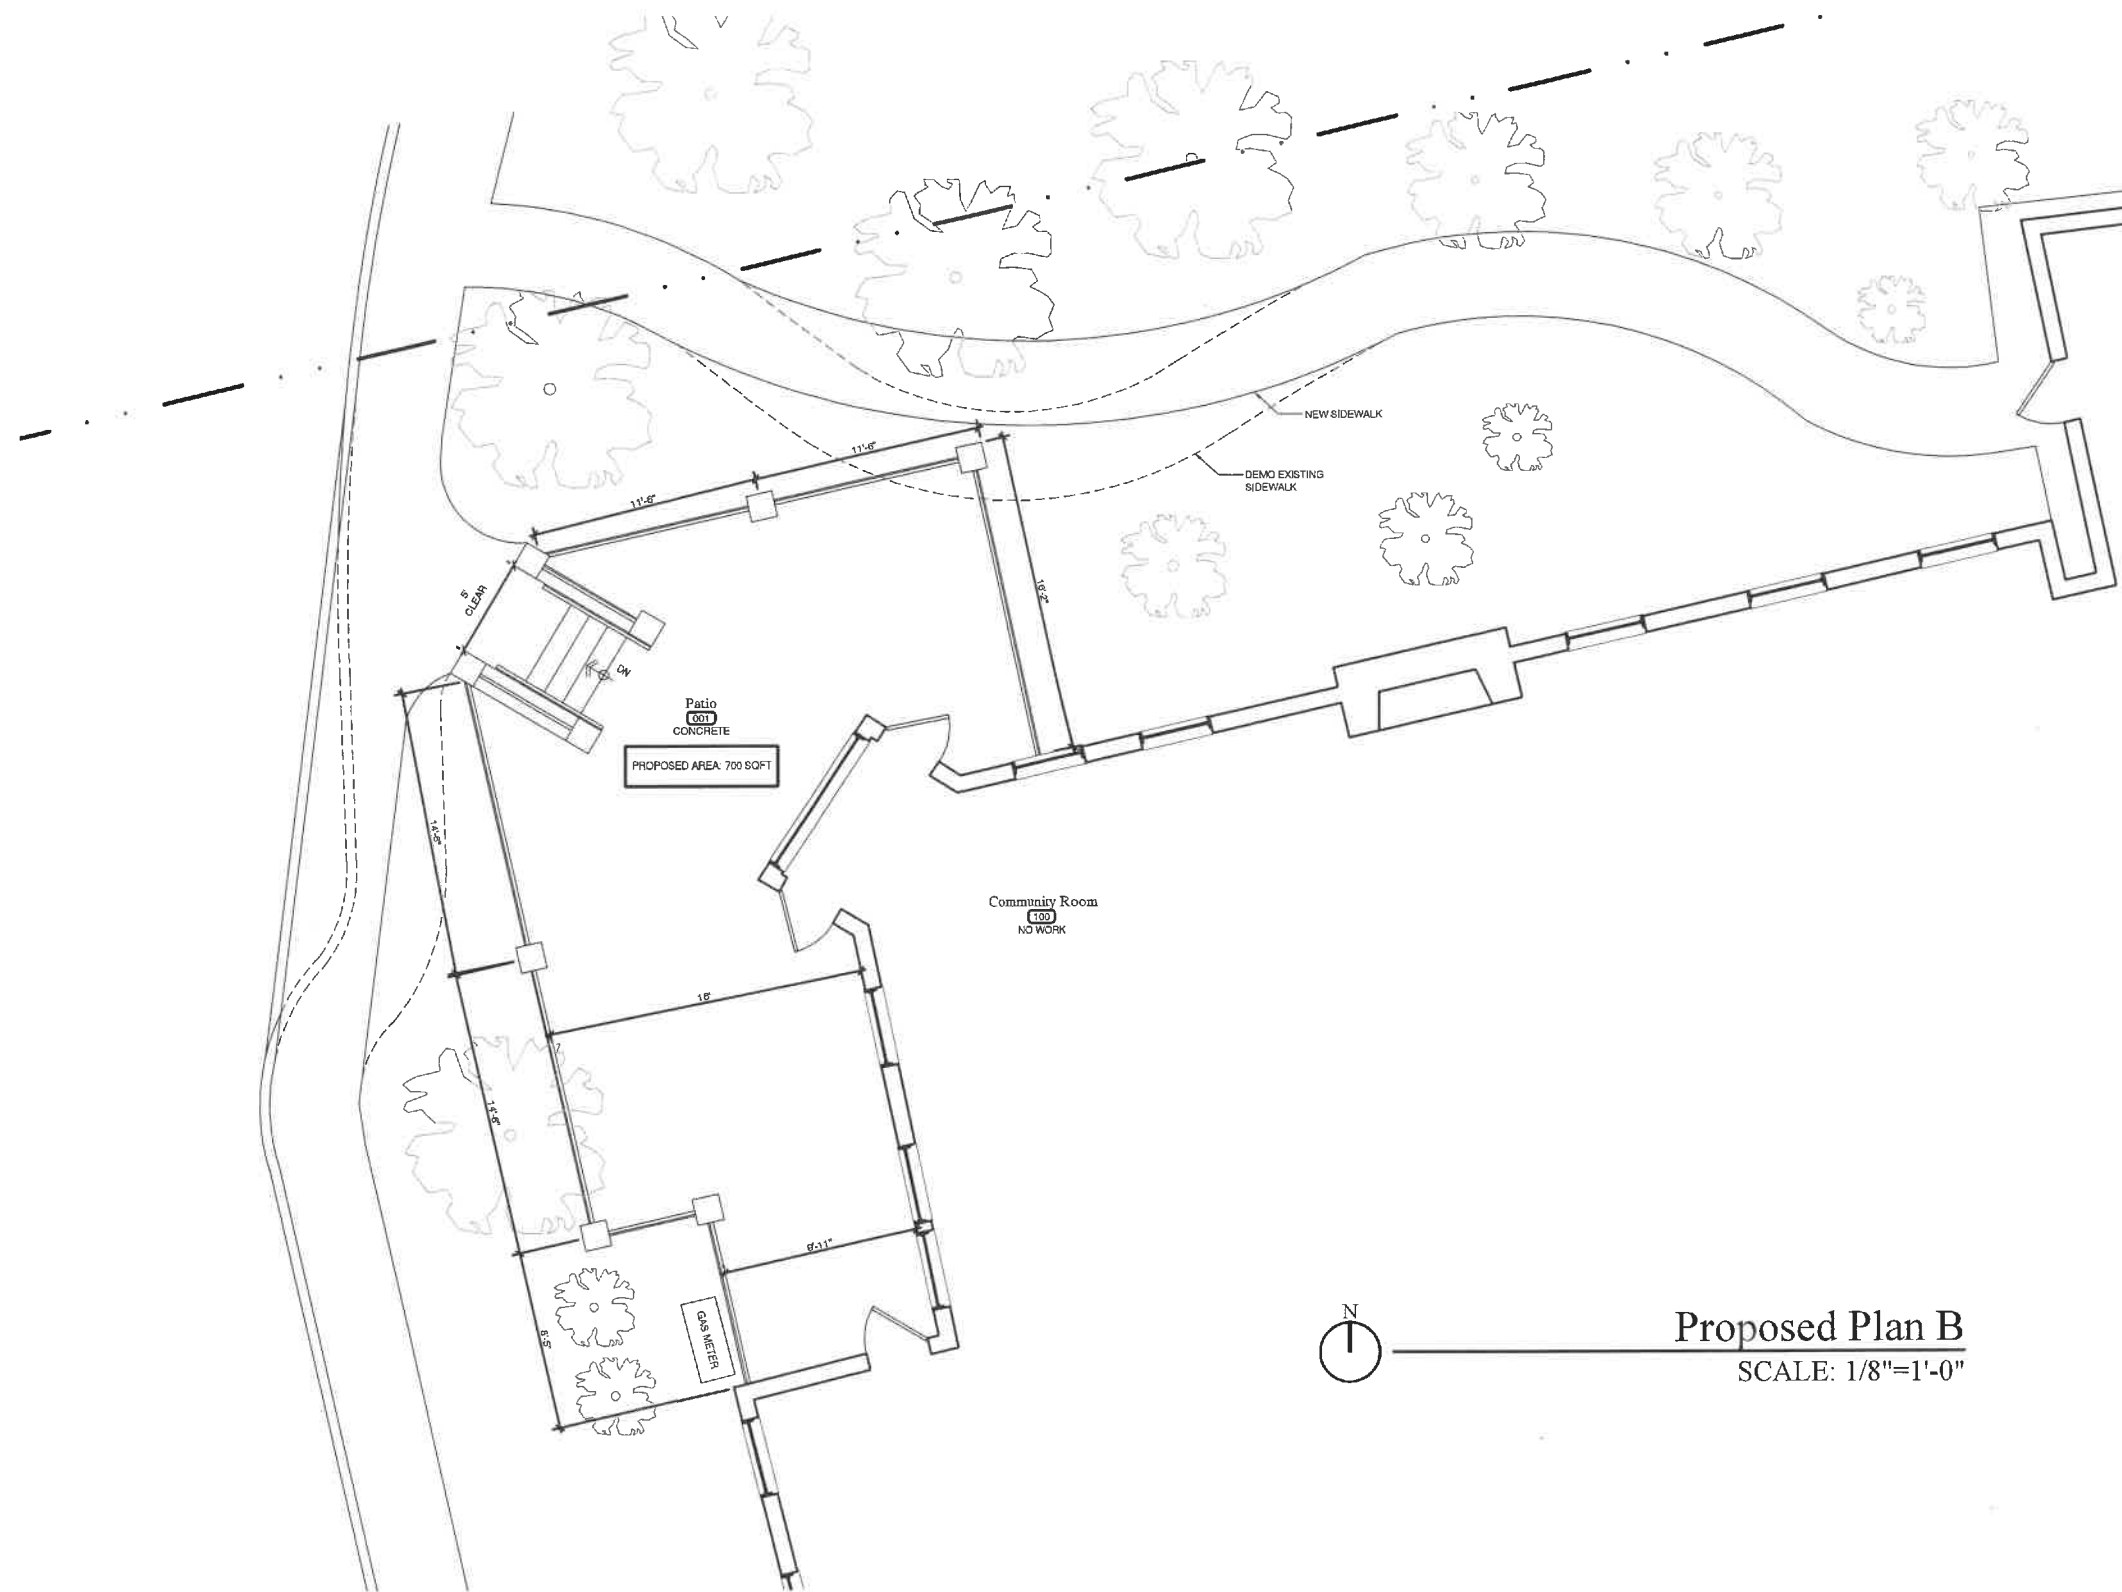 11'-6"
NEW SIDEWALK
11'-6"
DEMO EXISTING
SIDEWALK
5'
CLEAR
16'-2"
DN
Patio
001
CONCRETE
PROPOSED AREA: 700 SQFT
14'-6"
Community Room
100
NO WORK
18'
14'-6"
9'-11"
GAS METER
8'-5"
N
Proposed Plan B
SCALE: 1/8"=1'-0"